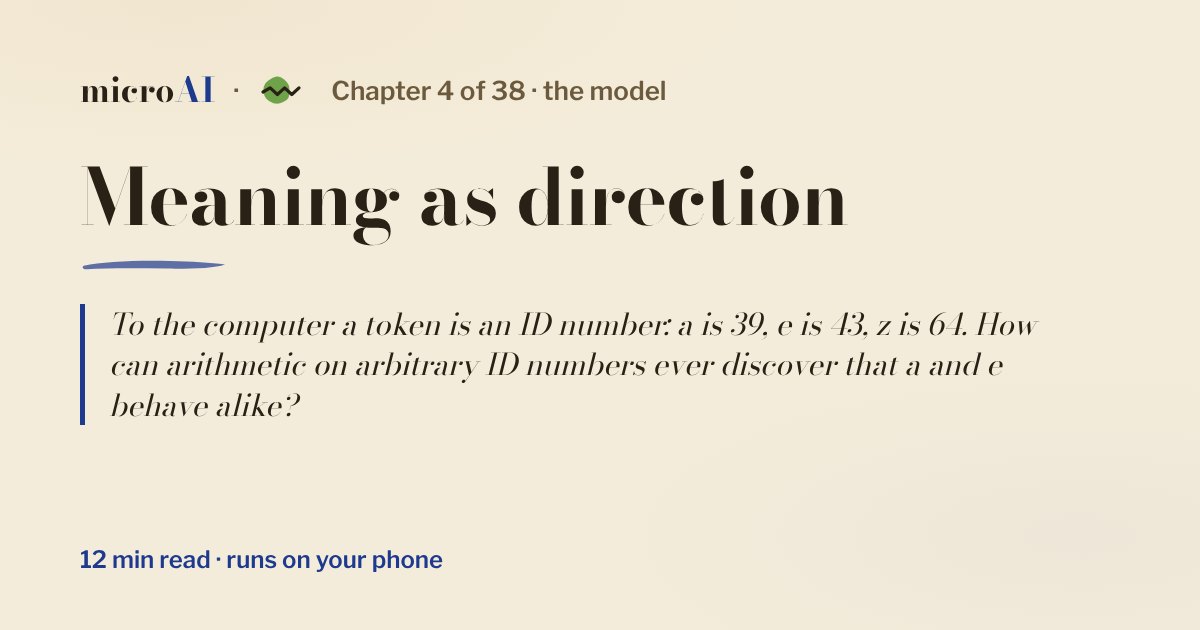 microAI · Chapter 4 of 38 · the model
Meaning as direction
To the computer a token is an ID number: a is 39, e is 43, z is 64. How
can arithmetic on arbitrary ID numbers ever discover that a and e
behave alike?
12 min read · runs on your phone